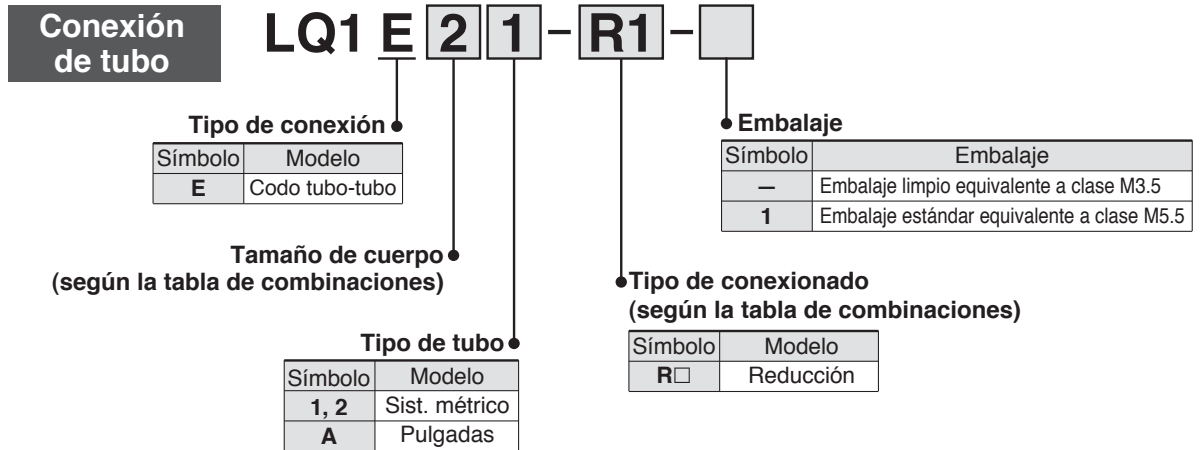 Conexión
de tubo
LQ1 E 2 1 - R1 - □
Tipo de conexión
Símbolo Modelo
E Codo tubo-tubo
Embalaje
Símbolo Embalaje
— Embalaje limpio equivalente a clase M3.5
1 Embalaje estándar equivalente a clase M5.5
Tamaño de cuerpo
(según la tabla de combinaciones)
Tipo de conexionado
(según la tabla de combinaciones)
Símbolo Modelo
R□ Reducción
Tipo de tubo
Símbolo Modelo
1, 2 Sist. métrico
A Pulgadas